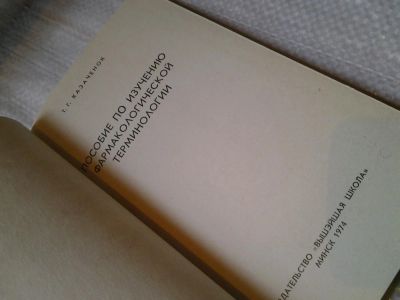 Т. Г. КАЗАЧЕНОК
ПОСОБИЕ ПО ИЗУЧЕНИЮ
ФАРМАКОЛОГИЧЕСКОЙ
ТЕРМИНОЛОГИИ
ИЗДАТЕЛЬСТВО «ВЫШЭЙШАЯ ШКОЛА»
МИНСК 1974